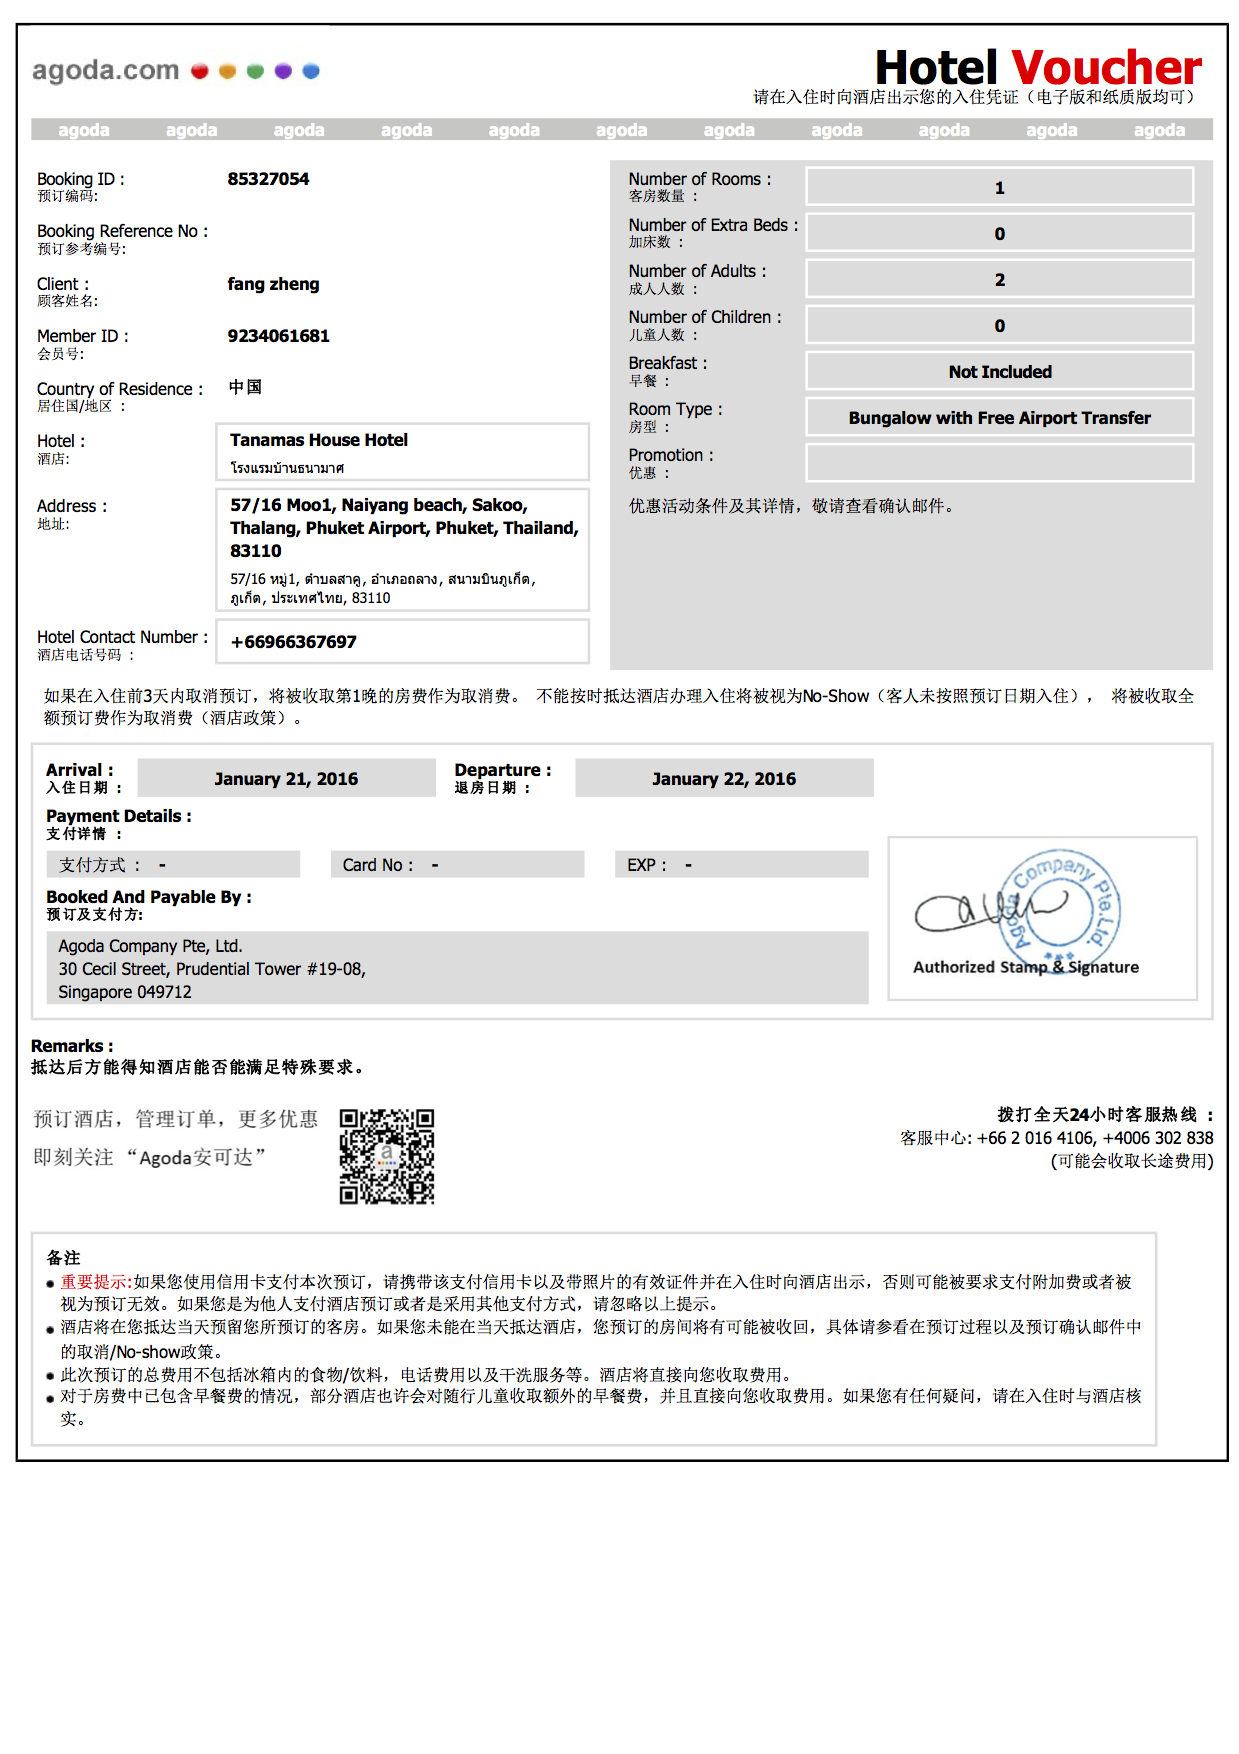 agoda.com
Hotel Voucher
请在入住时向酒店出示您的入住凭证（电子版和纸质版均可）
agoda agoda agoda agoda agoda agoda agoda agoda agoda agoda agoda
Booking ID : 85327054
预订编码:
Booking Reference No :
预订参考编号:
Client : fang zheng
顾客姓名:
Member ID : 9234061681
会员号:
Country of Residence : 中国
居住国/地区 :
Hotel : Tanamas House Hotel
酒店: โรงแรมบ้านธนามาศ
Address : 57/16 Moo1, Naiyang beach, Sakoo,
地址: Thalang, Phuket Airport, Phuket, Thailand,
83110
57/16 หมู่1, ตำบลสาคู, อำเภอถลาง, สนามบินภูเก็ต,
ภูเก็ต, ประเทศไทย, 83110
Hotel Contact Number : +66966367697
酒店电话号码 :
Number of Rooms : 1
客房数量 :
Number of Extra Beds : 0
加床数 :
Number of Adults : 2
成人人数 :
Number of Children : 0
儿童人数 :
Breakfast : Not Included
早餐 :
Room Type : Bungalow with Free Airport Transfer
房型 :
Promotion :
优惠 :
优惠活动条件及其详情，敬请查看确认邮件。
如果在入住前3天内取消预订，将被收取第1晚的房费作为取消费。 不能按时抵达酒店办理入住将被视为No-Show（客人未按照预订日期入住）， 将被收取全
额预订费作为取消费（酒店政策）。
Arrival : January 21, 2016 Departure : January 22, 2016
入住日期 : 退房日期 :
Payment Details :
支付详情 :
支付方式 : - Card No : - EXP : -
Booked And Payable By :
预订及支付方:
Agoda Company Pte, Ltd.
30 Cecil Street, Prudential Tower #19-08,
Singapore 049712
Agoda Company Pte.Ltd.
Authorized Stamp & Signature
Remarks :
抵达后方能得知酒店能否能满足特殊要求。
预订酒店，管理订单，更多优惠
即刻关注“Agoda安可达”
a
拨打全天24小时客服热线 :
客服中心: +66 2 016 4106, +4006 302 838
(可能会收取长途费用)
备注
● 重要提示:如果您使用信用卡支付本次预订，请携带该支付信用卡以及带照片的有效证件并在入住时向酒店出示，否则可能被要求支付附加费或者被
视为预订无效。如果您是为他人支付酒店预订或者是采用其他支付方式，请忽略以上提示。
● 酒店将在您抵达当天预留您所预订的客房。如果您未能在当天抵达酒店，您预订的房间将有可能被收回，具体请参看在预订过程以及预订确认邮件中
的取消/No-show政策。
● 此次预订的总费用不包括冰箱内的食物/饮料，电话费用以及干洗服务等。酒店将直接向您收取费用。
● 对于房费中已包含早餐费的情况，部分酒店也许会对随行儿童收取额外的早餐费，并且直接向您收取费用。如果您有任何疑问，请在入住时与酒店核
实。